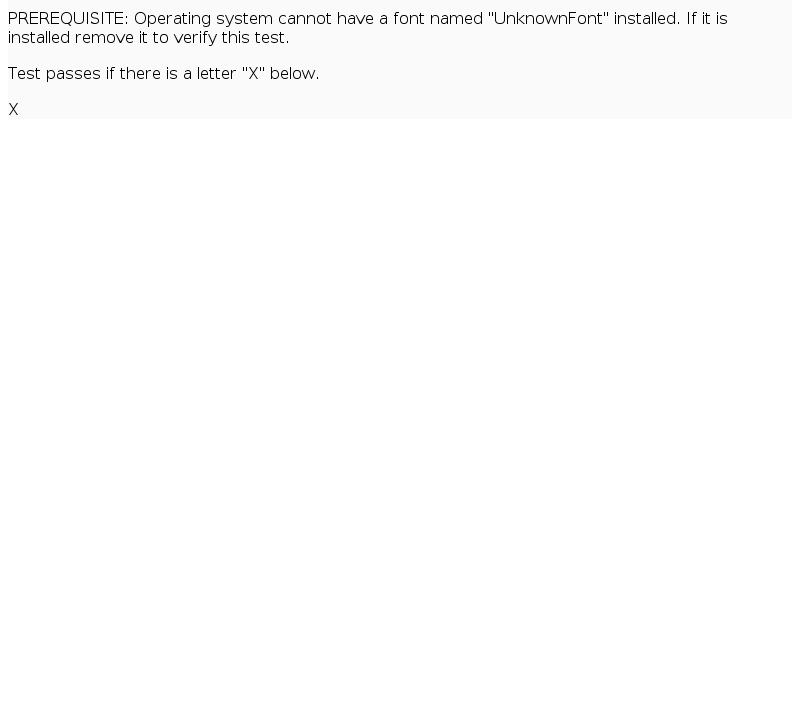 PREREQUISITE: Operating system cannot have a font named "UnknownFont" installed. If it is
installed remove it to verify this test.
Test passes if there is a letter "X" below.
X